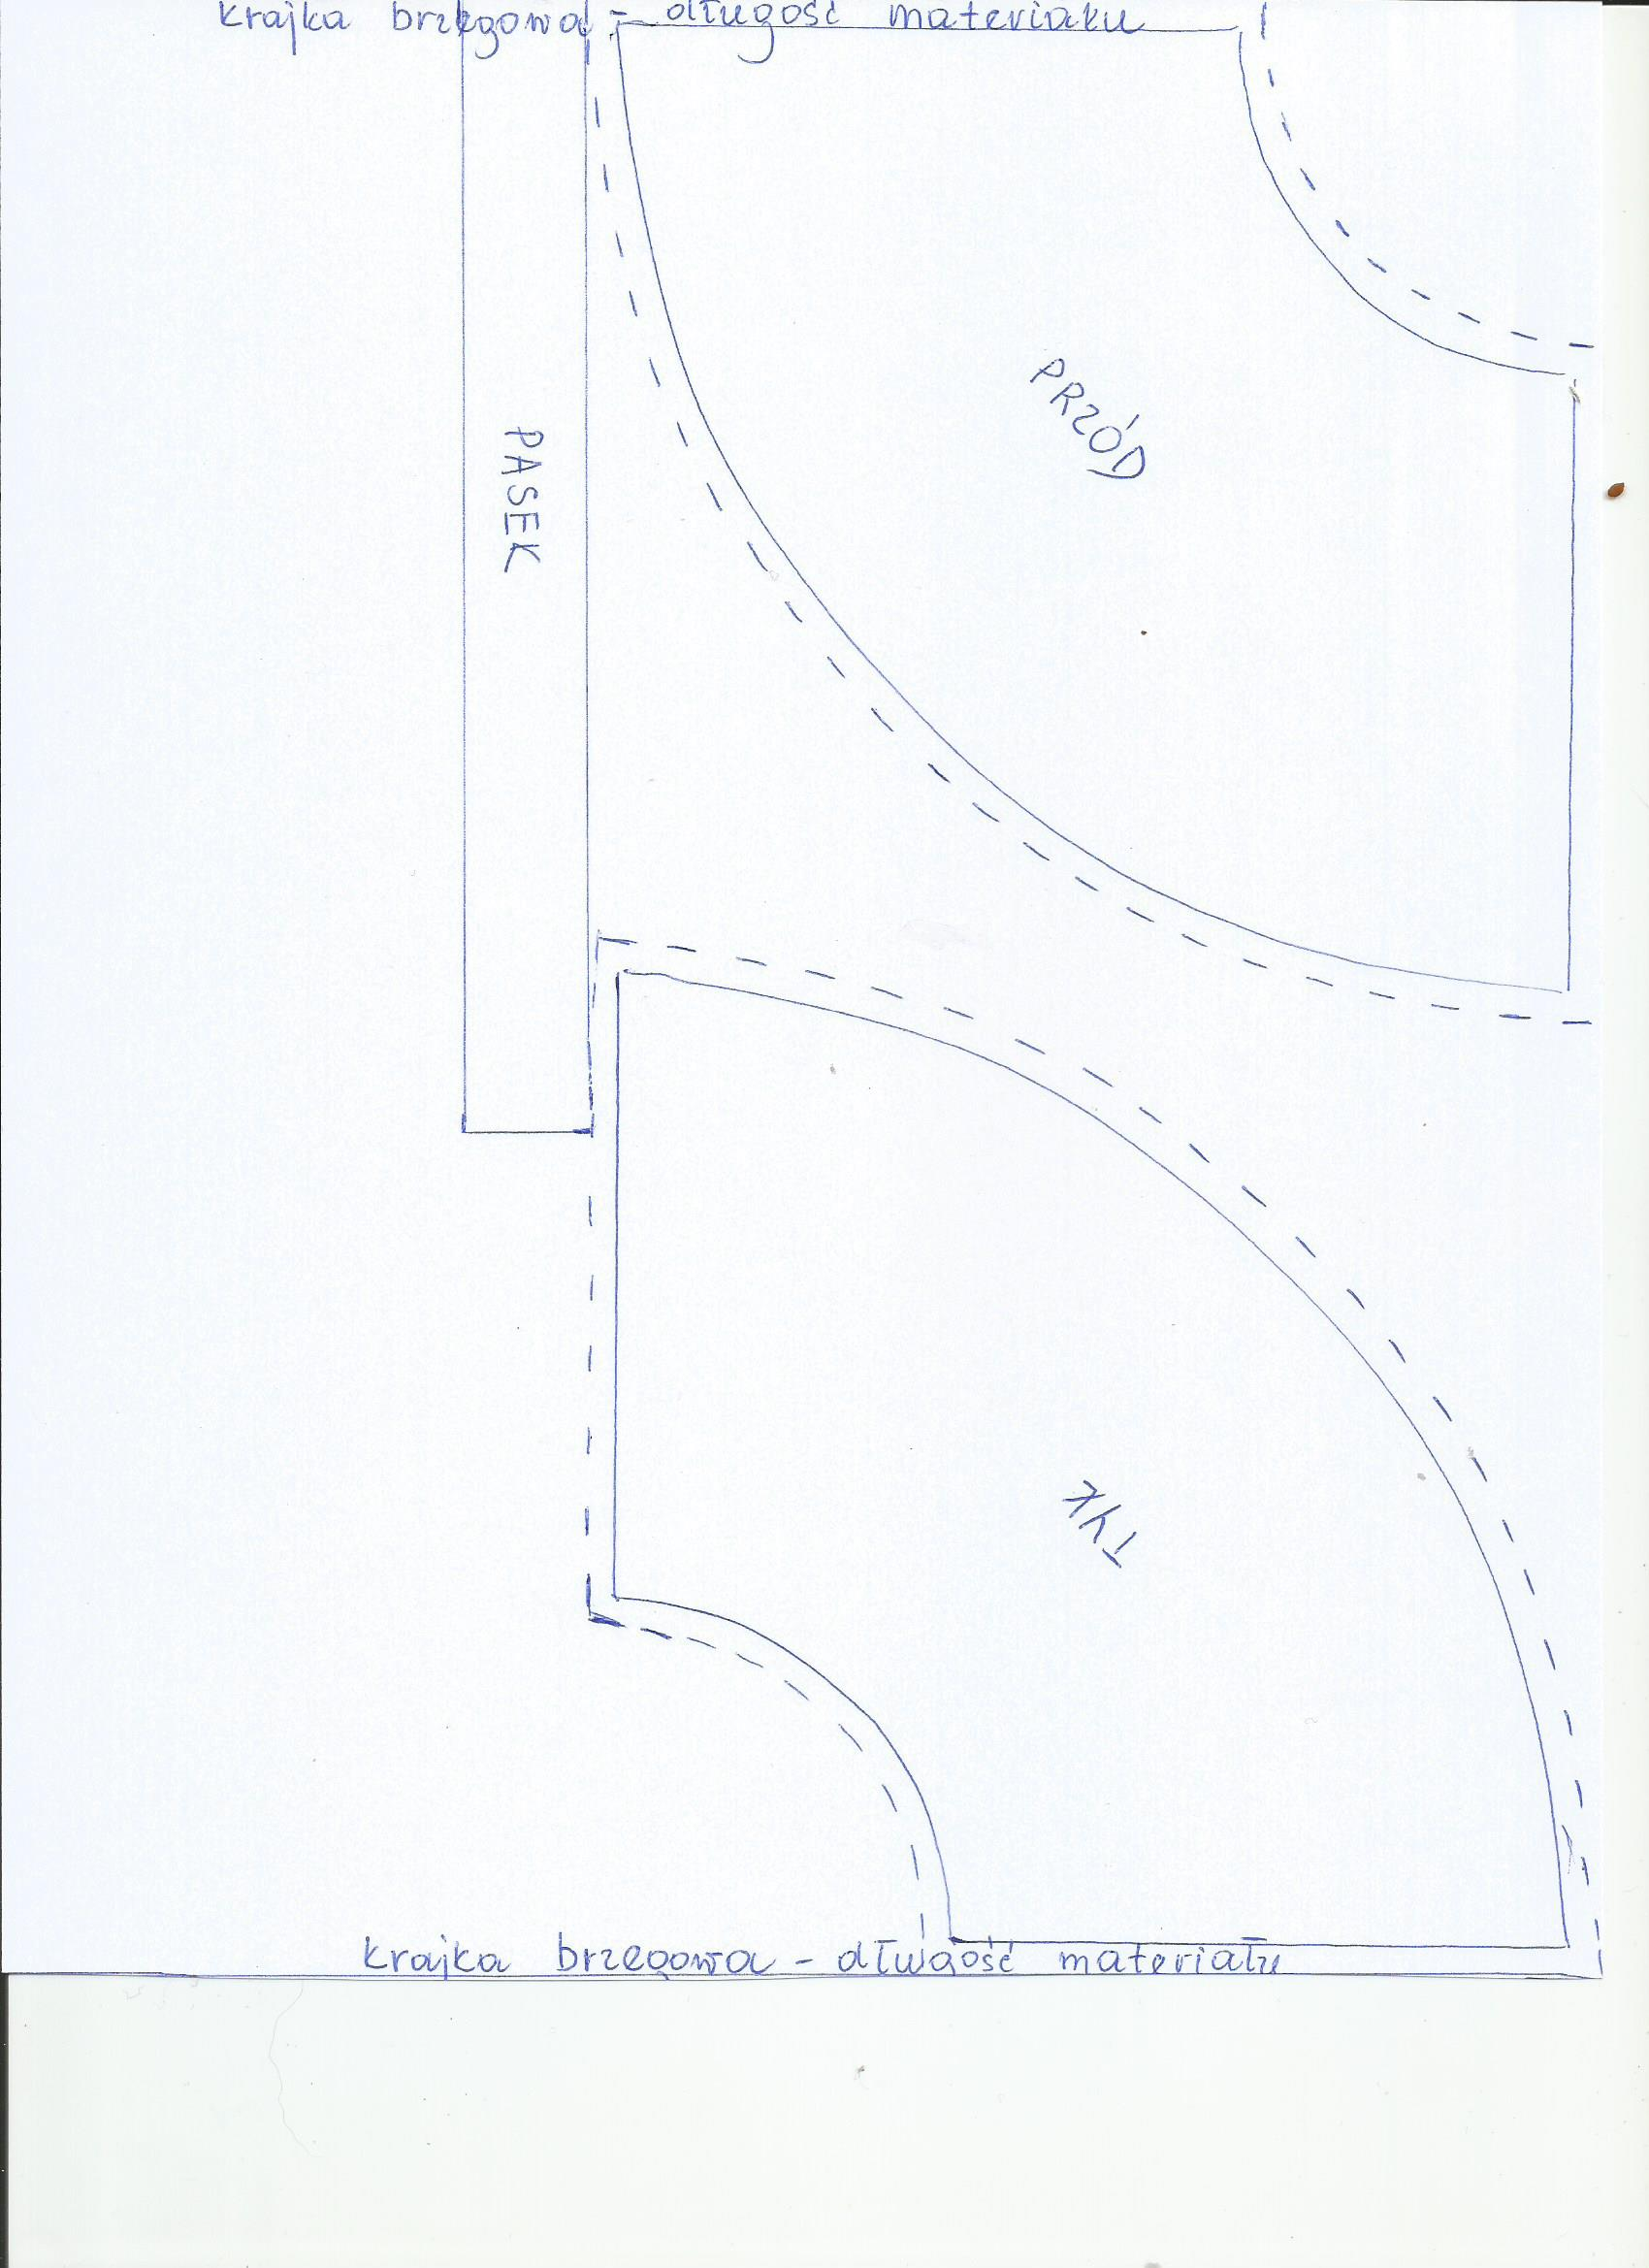 krajka brzegowa - długość materiału
PRZÓD
PASEK
TYŁ
krajka brzegowa - długość materiału